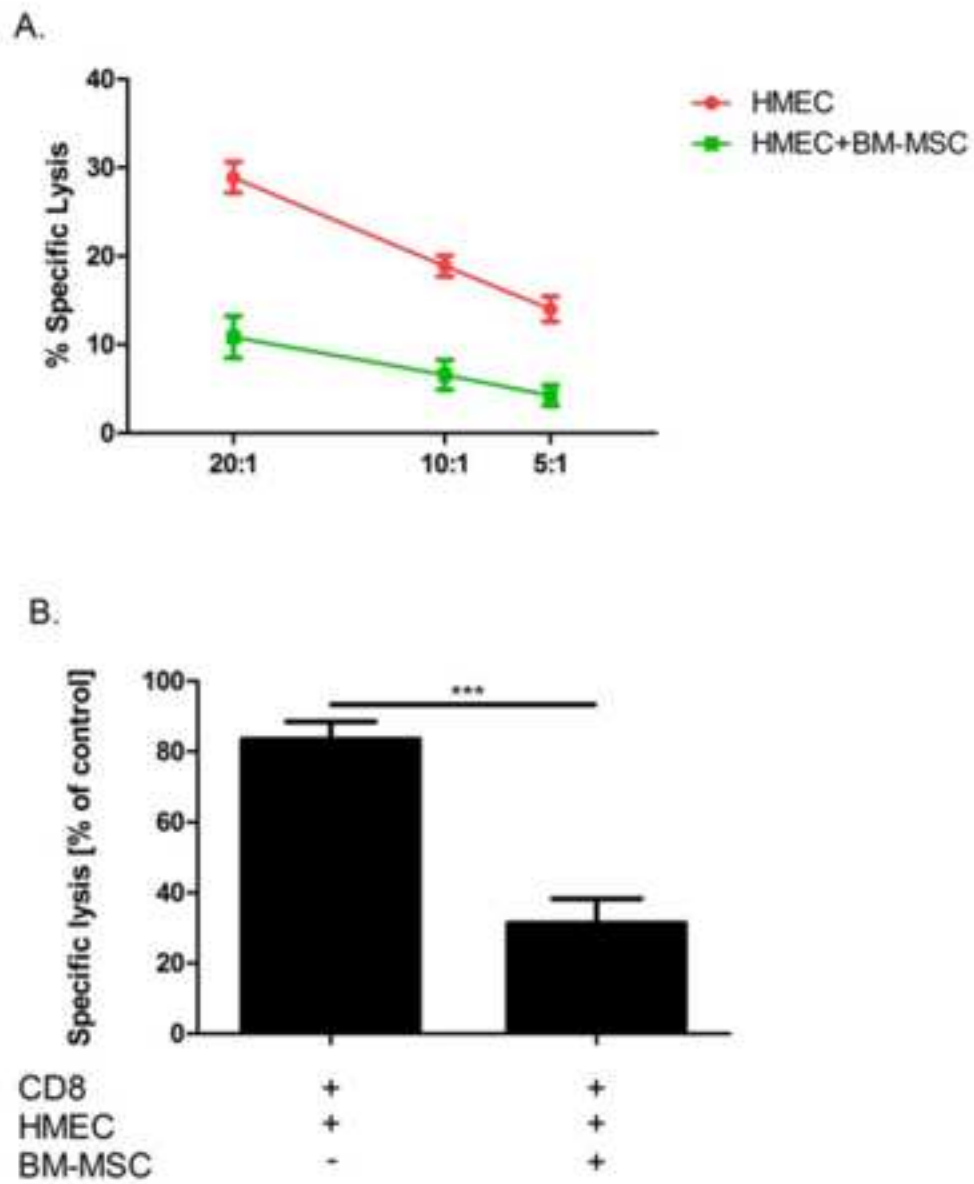 A.
40
30
20
10
0
% Specific Lysis
20:1 10:1 5:1
HMEC
HMEC+BM-MSC
B.
100
80
60
40
20
0
Specific lysis [% of control]
***
CD8 + +
HMEC + +
BM-MSC - +